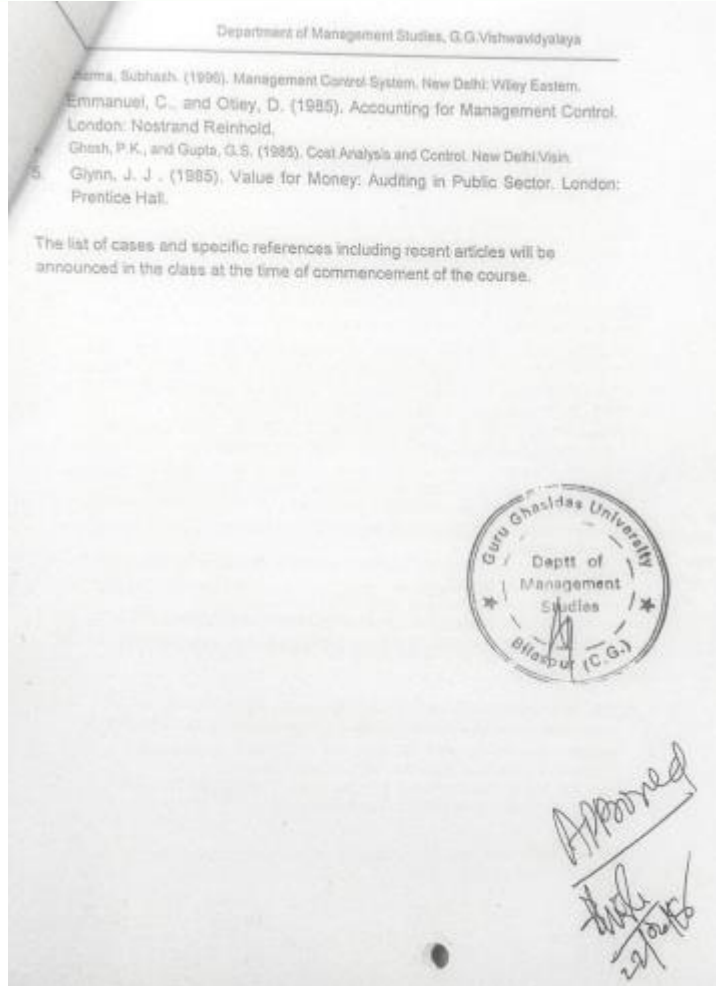 Department of Management Studies, G.G.Vishwavidyalaya
Subhash. (1996). Management Control System. New Delhi: Wiley Eastern.
Emmanuel, C., and Otley, D. (1985). Accounting for Management Control.
London: Nostrand Reinhold.
Ghosh, P.K., and Gupta, G.S. (1985). Cost Analysis and Control. New Delhi:
5. Glynn, J. J . (1985). Value for Money: Auditing in Public Sector. London:
Prentice Hall.
The list of cases and specific references including recent articles will be
announced in the class at the time of commencement of the course.
Guru Ghasidas University
Deptt of
Management
Studies
Bilaspur (C.G.)
Approved